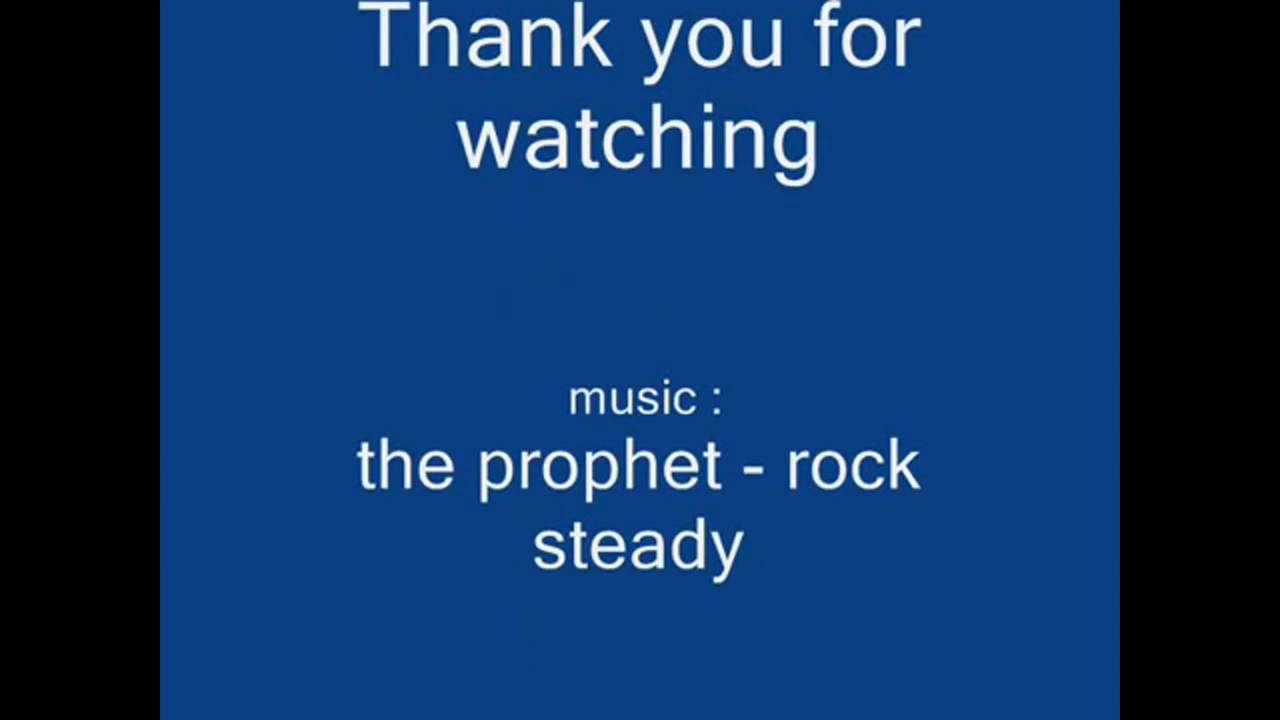 Thank you for
watching
music :
the prophet - rock
steady